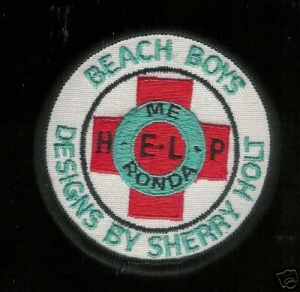 BEACH BOYS
ME
H-E-L-P
RONDA
DESIGNS BY SHERRY HOLT